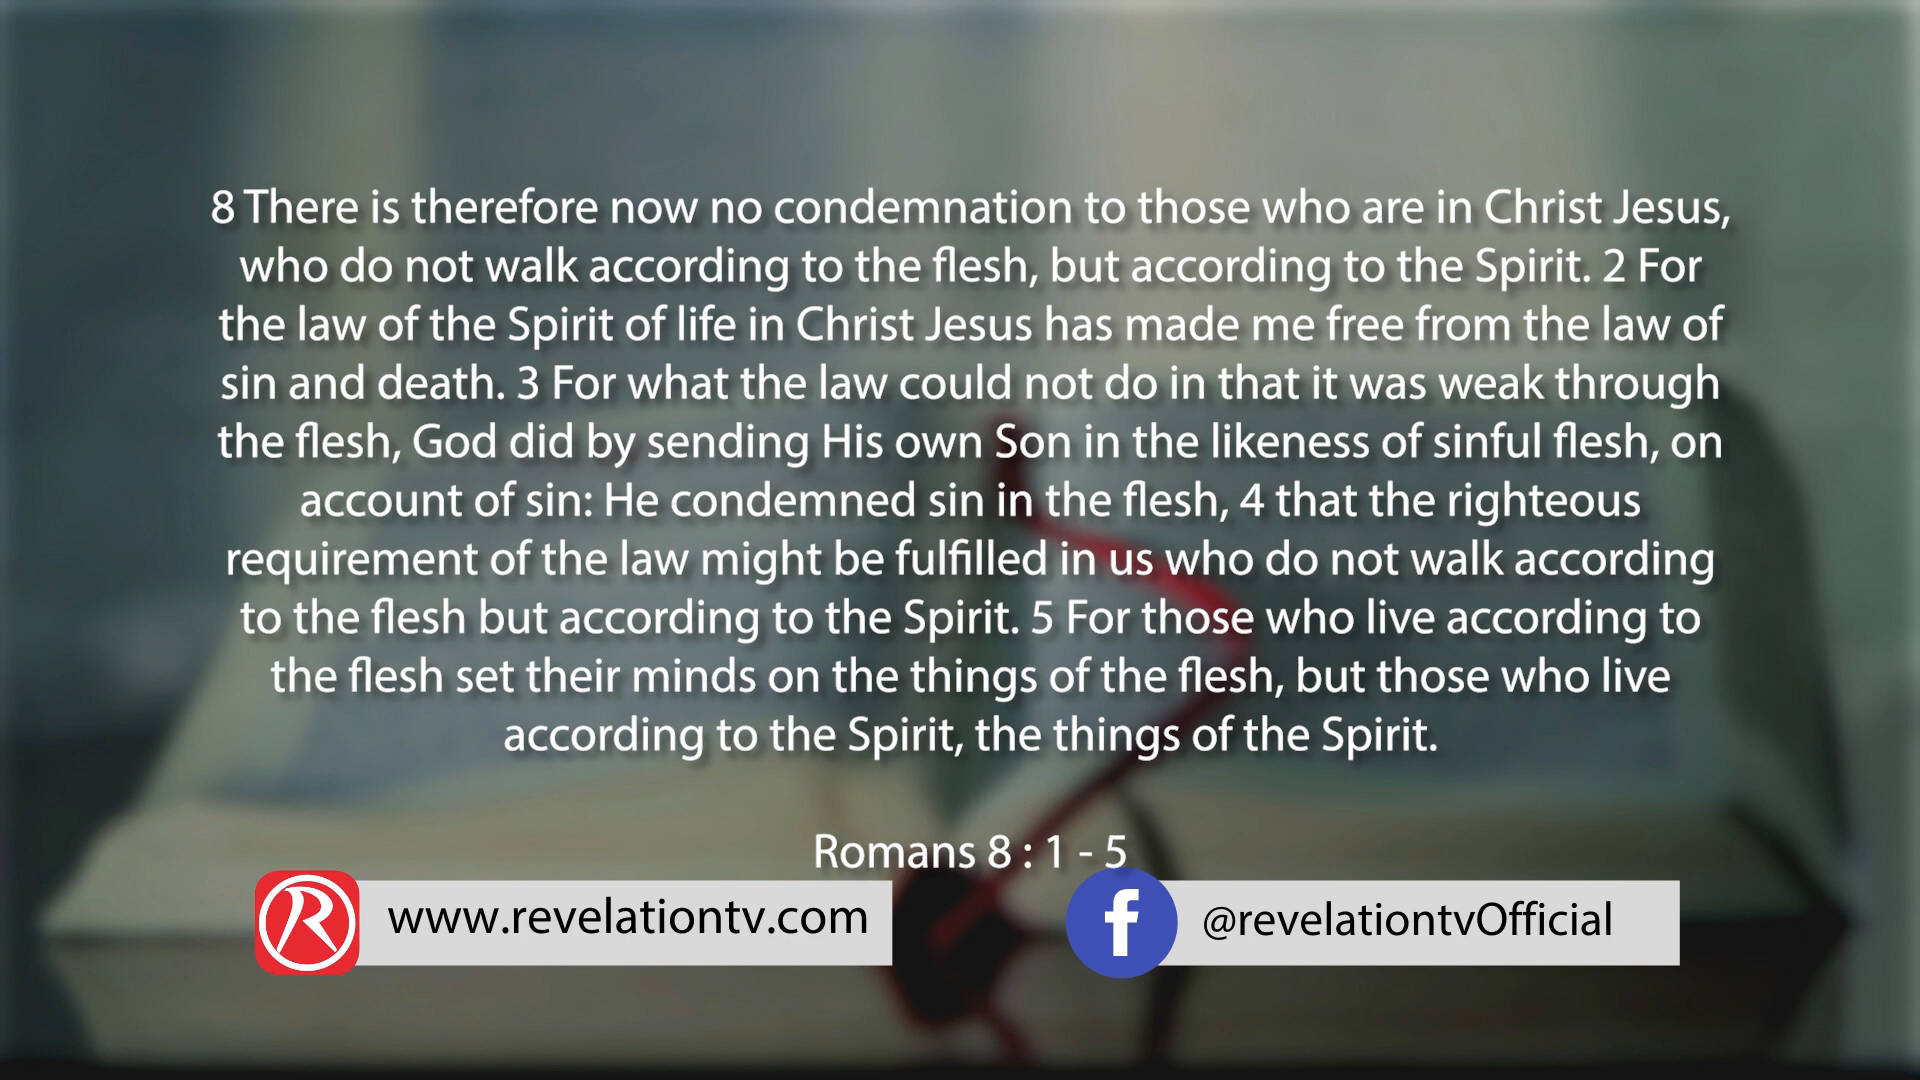 8 There is therefore now no condemnation to those who are in Christ Jesus,
who do not walk according to the flesh, but according to the Spirit. 2 For
the law of the Spirit of life in Christ Jesus has made me free from the law of
sin and death. 3 For what the law could not do in that it was weak through
the flesh, God did by sending His own Son in the likeness of sinful flesh, on
account of sin: He condemned sin in the flesh, 4 that the righteous
requirement of the law might be fulfilled in us who do not walk according
to the flesh but according to the Spirit. 5 For those who live according to
the flesh set their minds on the things of the flesh, but those who live
according to the Spirit, the things of the Spirit.
Romans 8 : 1 - 5
R www.revelationtv.com
f @revelationtvOfficial